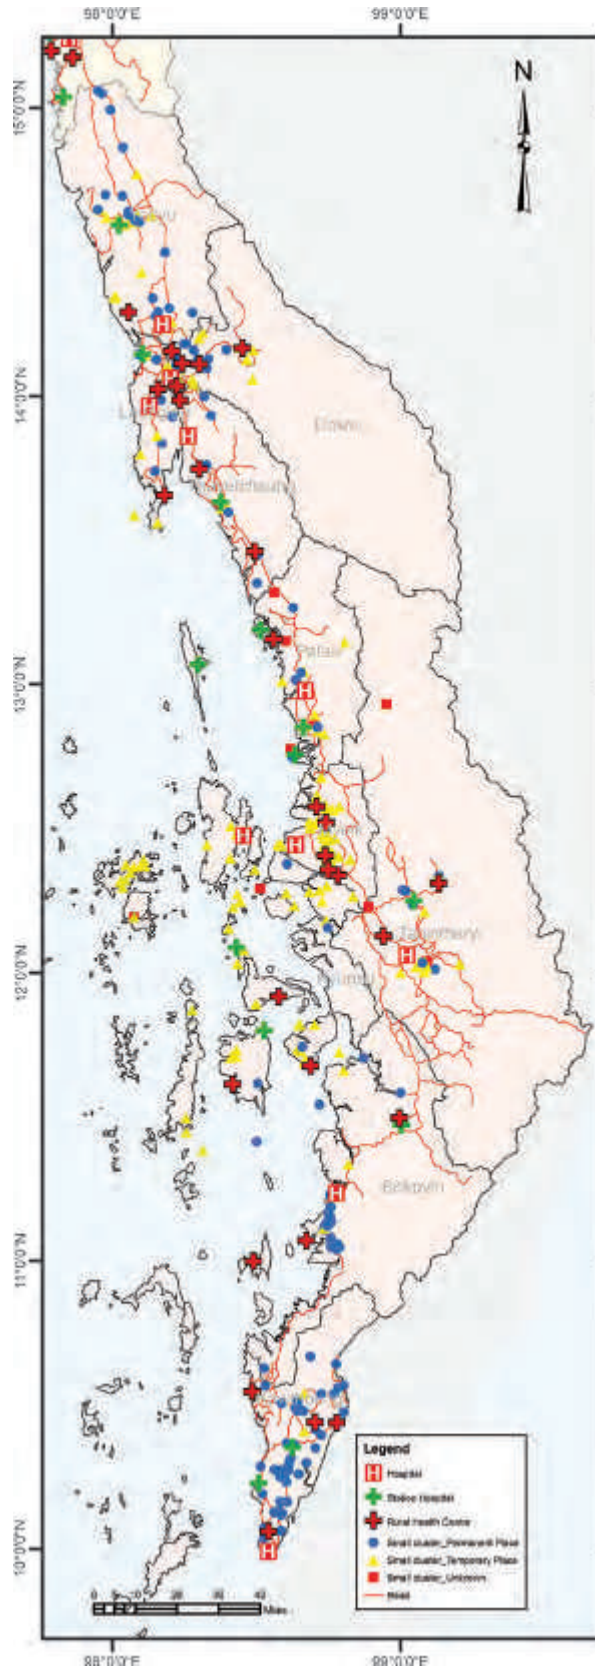 98°0'0"E
99°0'0"E
N
15°0'0"N
14°0'0"N
Dawei
13°0'0"N
Palaw
12°0'0"N
Tanintharyi
Kyunsu
Bokpyin
11°0'0"N
10°0'0"N
Legend
Hospital
Station Hospital
Rural Health Centre
Small cluster_Permanent Place
Small cluster_Temporary Place
Small cluster_Unknown
Road
Miles
98°0'0"E
99°0'0"E